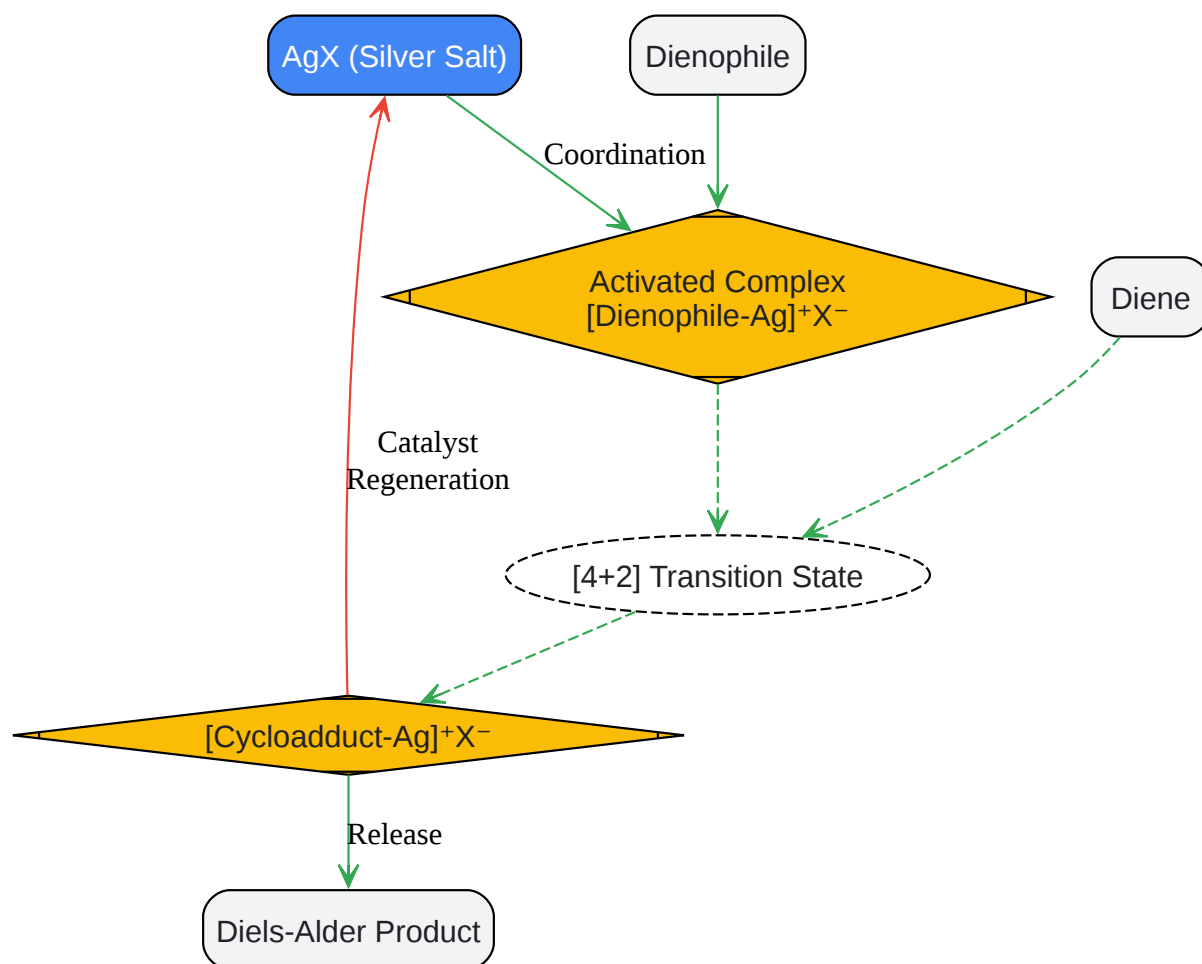 AgX (Silver Salt)
Dienophile
Coordination
Activated Complex
[Dienophile-Ag]⁺X⁻
Diene
Catalyst
Regeneration
[4+2] Transition State
[Cycloadduct-Ag]⁺X⁻
Release
Diels-Alder Product